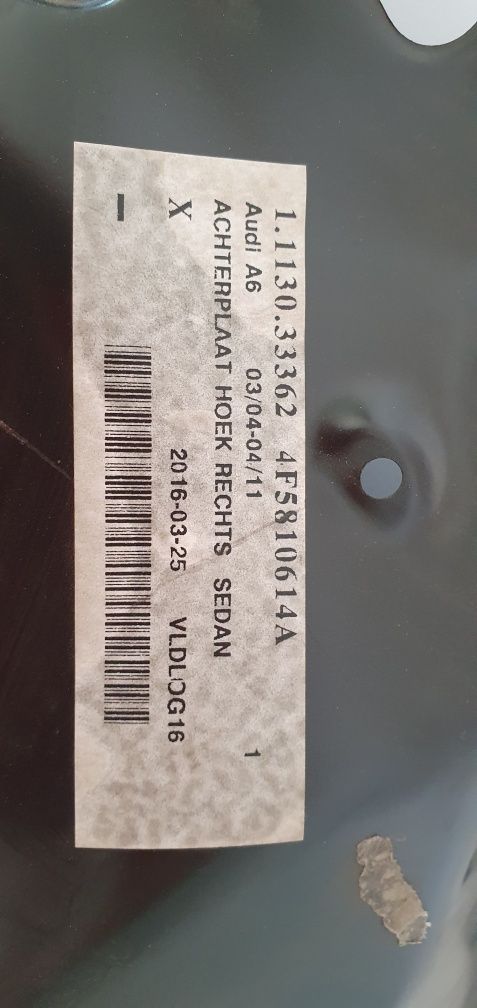 1.1130.33362 4F5810614A
Audi A6 03/04-04/11 1
ACHTERPLAAT HOEK RECHTS SEDAN
X 2016-03-25 VLDLOG16